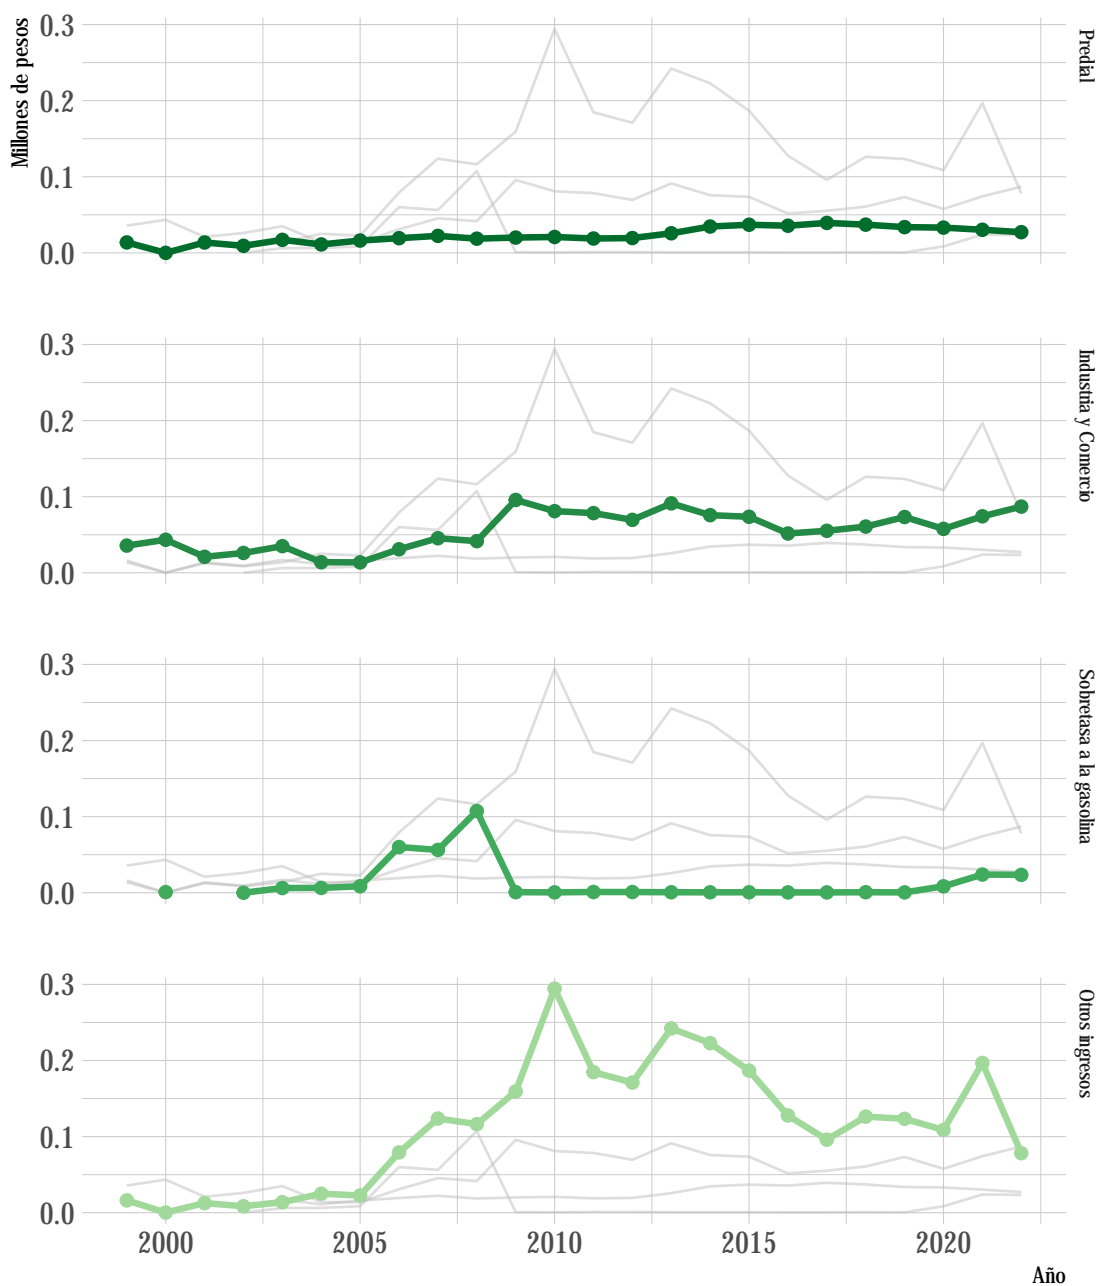 Millones de pesos
0.3
0.2
0.1
0.0
Predial
0.3
0.2
0.1
0.0
Industria y Comercio
0.3
0.2
0.1
0.0
Sobretasa a la gasolina
0.3
0.2
0.1
0.0
Otros ingresos
2000 2005 2010 2015 2020
Año